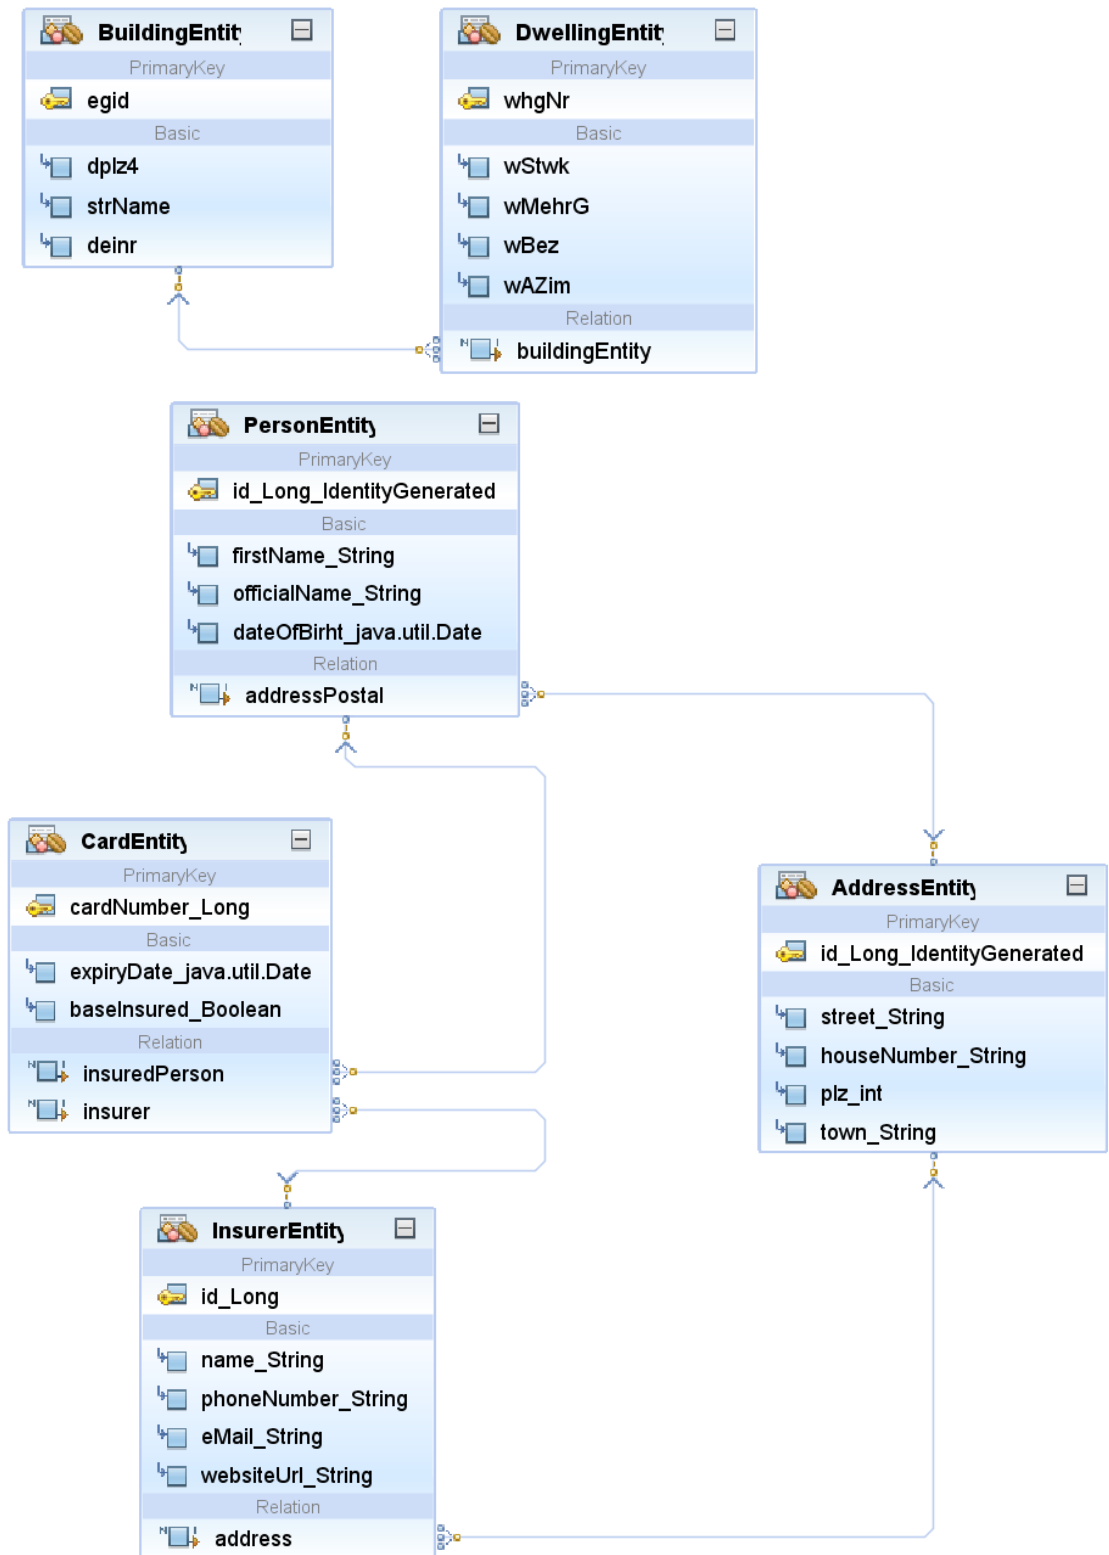 BuildingEntit
PrimaryKey
egid
Basic
dplz4
strName
deinr
DwellingEntit
PrimaryKey
whgNr
Basic
wStwk
wMehrG
wBez
wAZim
Relation
buildingEntity
PersonEntity
PrimaryKey
id_Long_IdentityGenerated
Basic
firstName_String
officialName_String
dateOfBirht_java.util.Date
Relation
addressPostal
CardEntity
PrimaryKey
cardNumber_Long
Basic
expiryDate_java.util.Date
baseInsured_Boolean
Relation
insuredPerson
insurer
AddressEntity
PrimaryKey
id_Long_IdentityGenerated
Basic
street_String
houseNumber_String
plz_int
town_String
InsurerEntity
PrimaryKey
id_Long
Basic
name_String
phoneNumber_String
eMail_String
websiteUrl_String
Relation
address